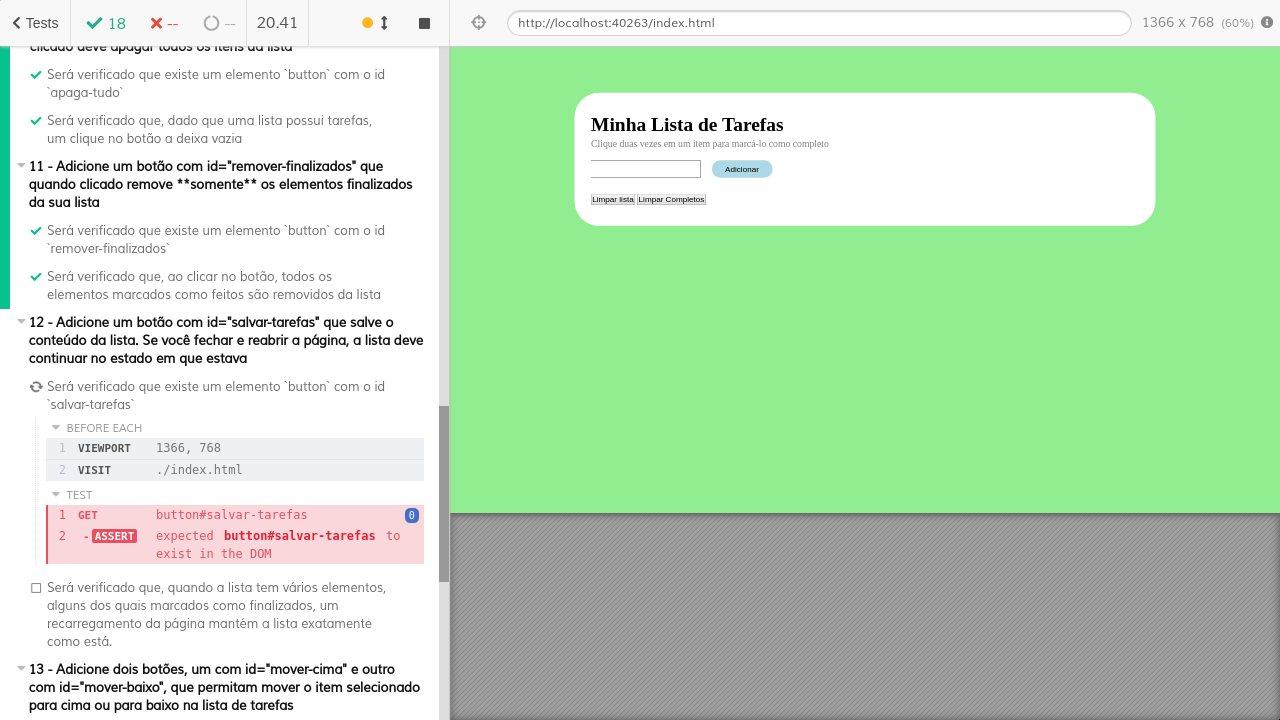 Tests
18
--
--
20.41
http://localhost:40263/index.html
1366 x 768 (60%)
clicado deve apagar todos os itens da lista
Será verificado que existe um elemento `button` com o id
`apaga-tudo`
Será verificado que, dado que uma lista possui tarefas,
um clique no botão a deixa vazia
11 - Adicione um botão com id="remover-finalizados" que
quando clicado remove **somente** os elementos finalizados
da sua lista
Será verificado que existe um elemento `button` com o id
`remover-finalizados`
Será verificado que, ao clicar no botão, todos os
elementos marcados como feitos são removidos da lista
12 - Adicione um botão com id="salvar-tarefas" que salve o
conteúdo da lista. Se você fechar e reabrir a página, a lista deve
continuar no estado em que estava
Será verificado que existe um elemento `button` com o id
`salvar-tarefas`
BEFORE EACH
1 VIEWPORT 1366, 768
2 VISIT ./index.html
TEST
1 GET button#salvar-tarefas 0
2 - ASSERT expected button#salvar-tarefas to
exist in the DOM
Será verificado que, quando a lista tem vários elementos,
alguns dos quais marcados como finalizados, um
recarregamento da página mantém a lista exatamente
como está.
13 - Adicione dois botões, um com id="mover-cima" e outro
com id="mover-baixo", que permitam mover o item selecionado
para cima ou para baixo na lista de tarefas
Minha Lista de Tarefas
Clique duas vezes em um item para marcá-lo como completo
Adicionar
Limpar lista Limpar Completos